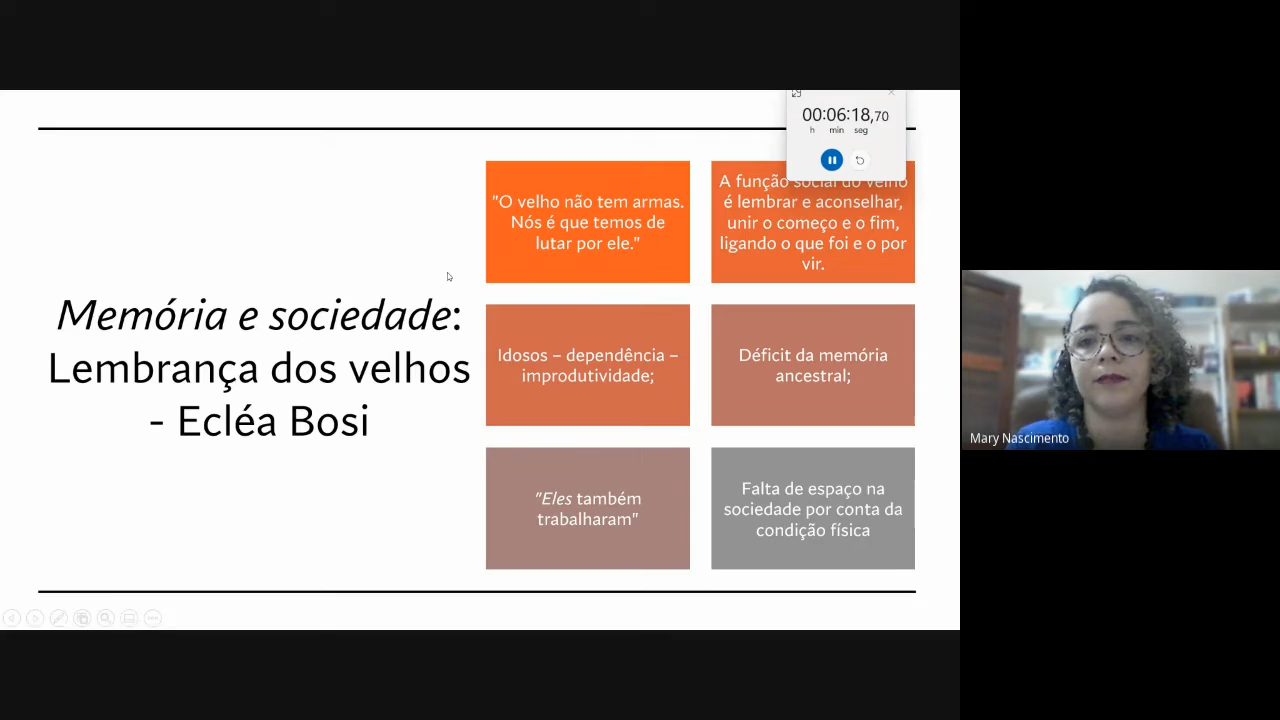 00:06:18,70
h min seg
Memória e sociedade:
Lembrança dos velhos
- Ecléa Bosi
"O velho não tem armas.
Nós é que temos de
lutar por ele."
A função social do velho
é lembrar e aconselhar,
unir o começo e o fim,
ligando o que foi e o por
vir.
Idosos – dependência –
improdutividade;
Déficit da memória
ancestral;
"Eles também
trabalharam"
Falta de espaço na
sociedade por conta da
condição física
Mary Nascimento